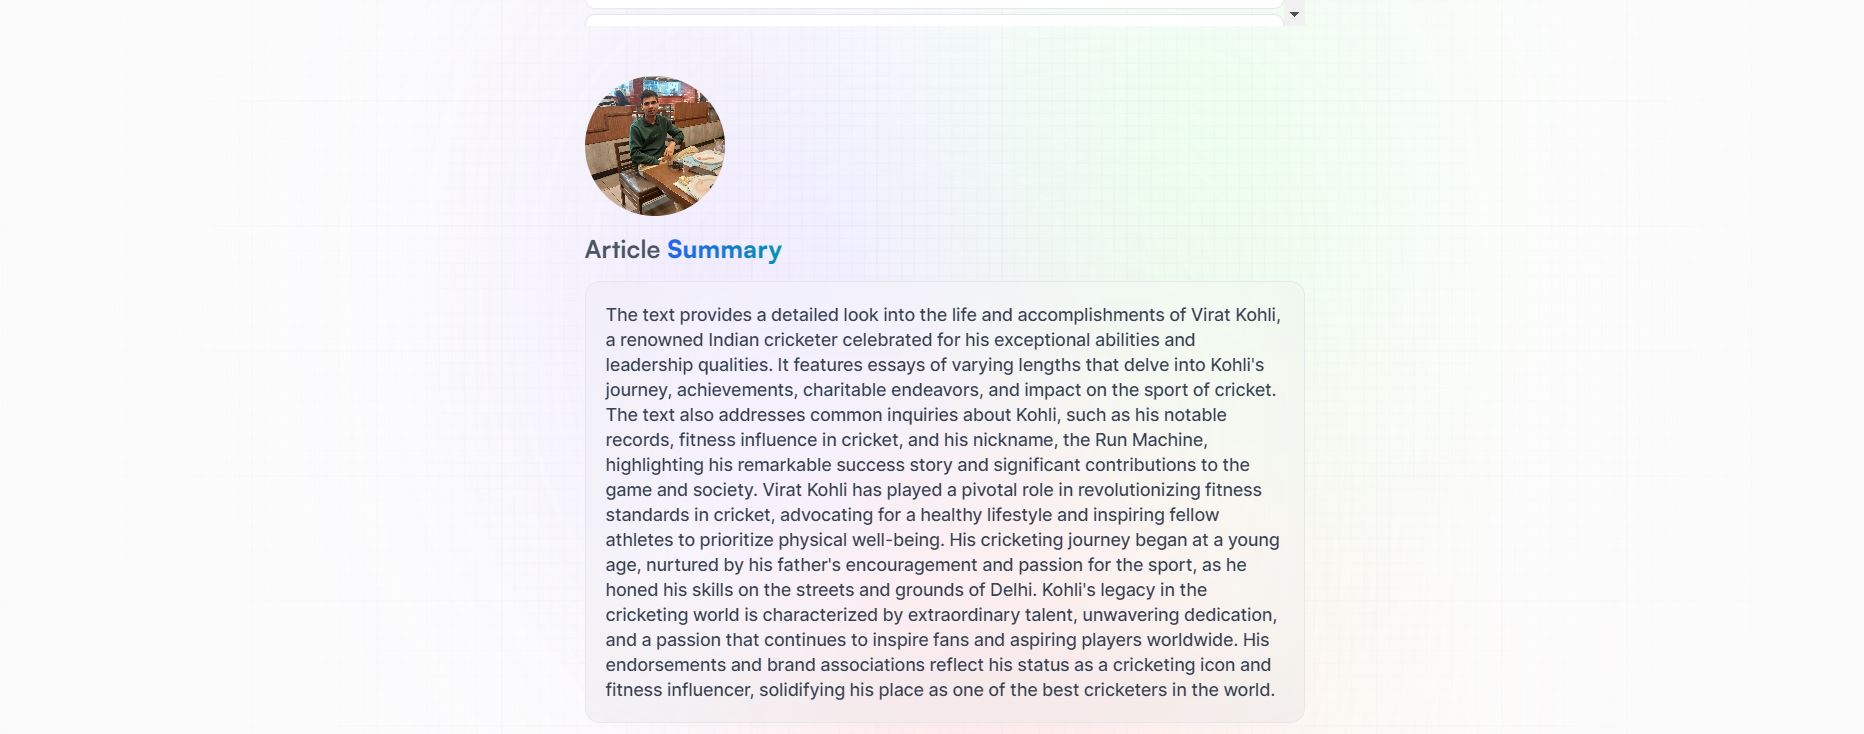 Article Summary
The text provides a detailed look into the life and accomplishments of Virat Kohli,
a renowned Indian cricketer celebrated for his exceptional abilities and
leadership qualities. It features essays of varying lengths that delve into Kohli's
journey, achievements, charitable endeavors, and impact on the sport of cricket.
The text also addresses common inquiries about Kohli, such as his notable
records, fitness influence in cricket, and his nickname, the Run Machine,
highlighting his remarkable success story and significant contributions to the
game and society. Virat Kohli has played a pivotal role in revolutionizing fitness
standards in cricket, advocating for a healthy lifestyle and inspiring fellow
athletes to prioritize physical well-being. His cricketing journey began at a young
age, nurtured by his father's encouragement and passion for the sport, as he
honed his skills on the streets and grounds of Delhi. Kohli's legacy in the
cricketing world is characterized by extraordinary talent, unwavering dedication,
and a passion that continues to inspire fans and aspiring players worldwide. His
endorsements and brand associations reflect his status as a cricketing icon and
fitness influencer, solidifying his place as one of the best cricketers in the world.